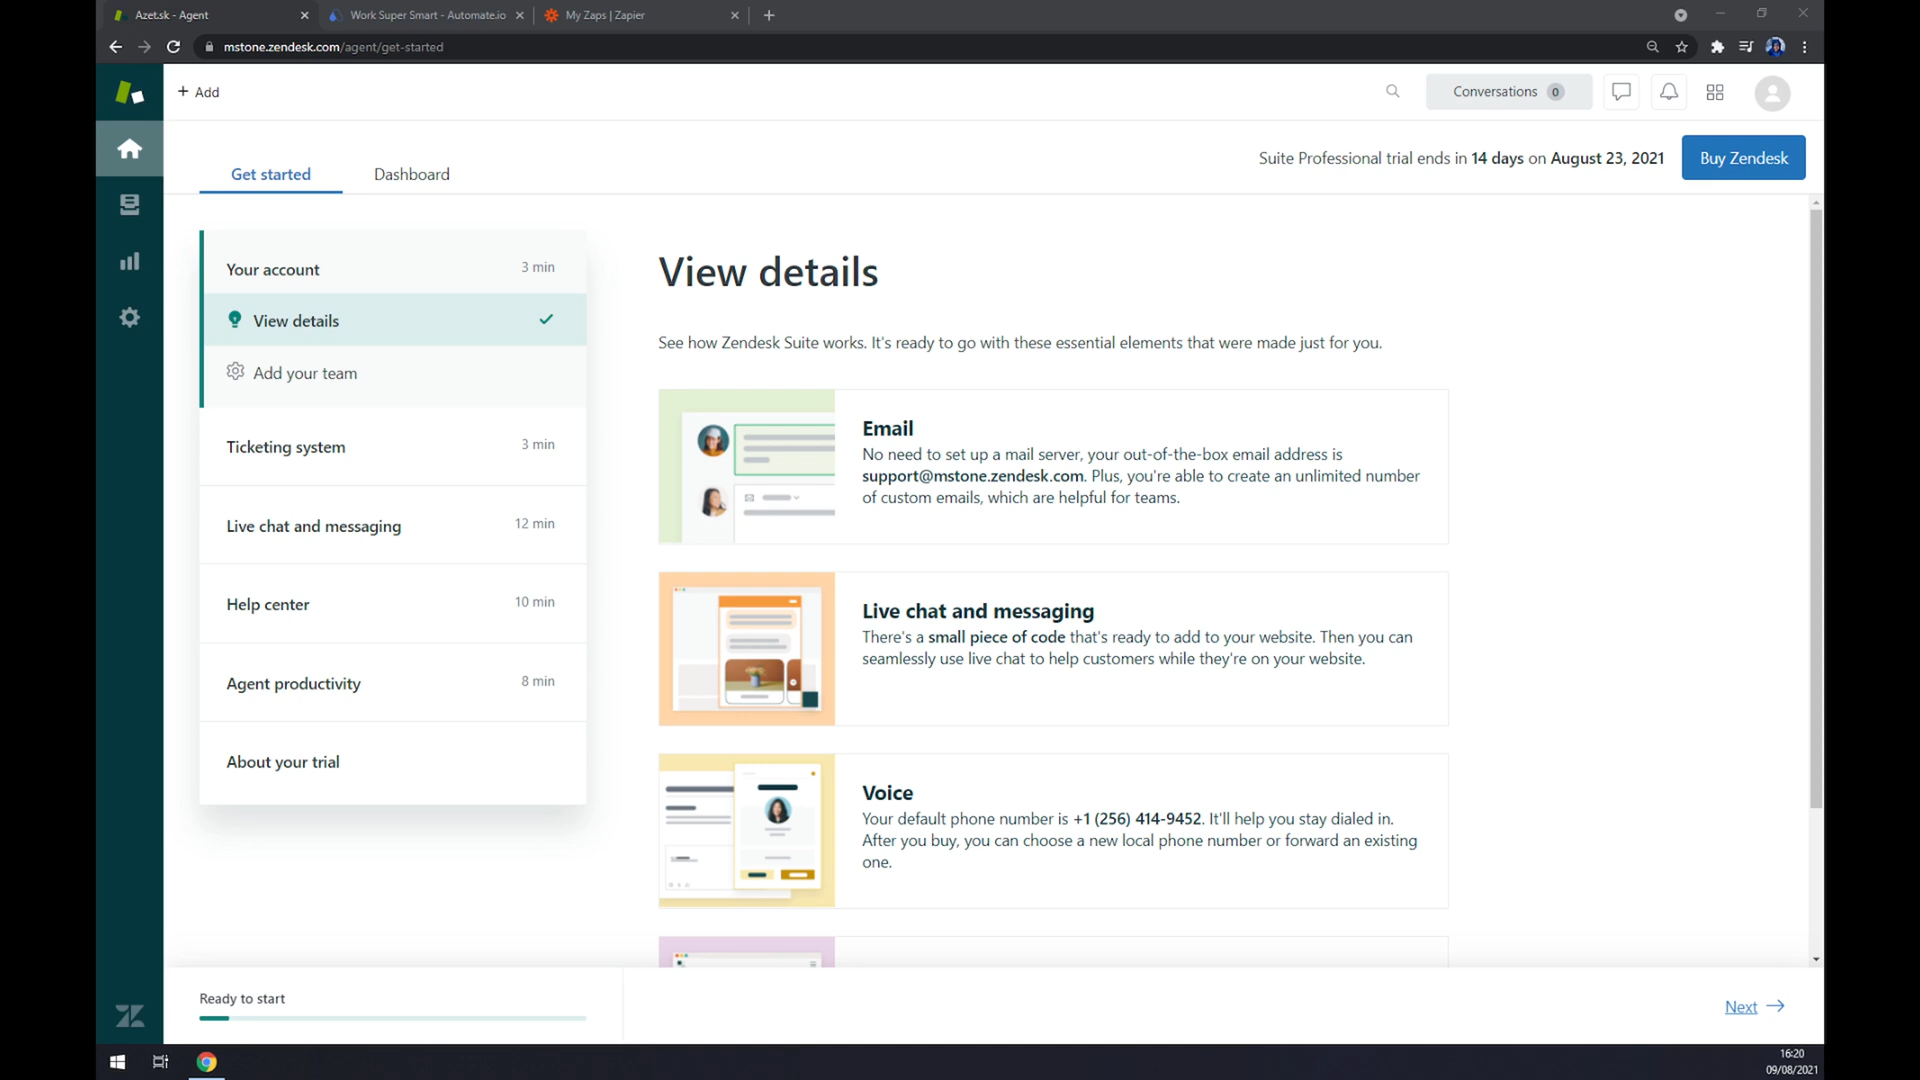 Azet.sk - Agent
Work Super Smart - Automate.io
My Zaps | Zapier
mstone.zendesk.com/agent/get-started
+ Add
Conversations 0
Get started
Dashboard
Suite Professional trial ends in 14 days on August 23, 2021
Buy Zendesk
Your account 3 min
View details
Add your team
Ticketing system 3 min
Live chat and messaging 12 min
Help center 10 min
Agent productivity 8 min
About your trial
View details
See how Zendesk Suite works. It's ready to go with these essential elements that were made just for you.
Email
No need to set up a mail server, your out-of-the-box email address is
support@mstone.zendesk.com. Plus, you're able to create an unlimited number
of custom emails, which are helpful for teams.
Live chat and messaging
There's a small piece of code that's ready to add to your website. Then you can
seamlessly use live chat to help customers while they're on your website.
Voice
Your default phone number is +1 (256) 414-9452. It'll help you stay dialed in.
After you buy, you can choose a new local phone number or forward an existing
one.
Ready to start
Next
16:20
09/08/2021